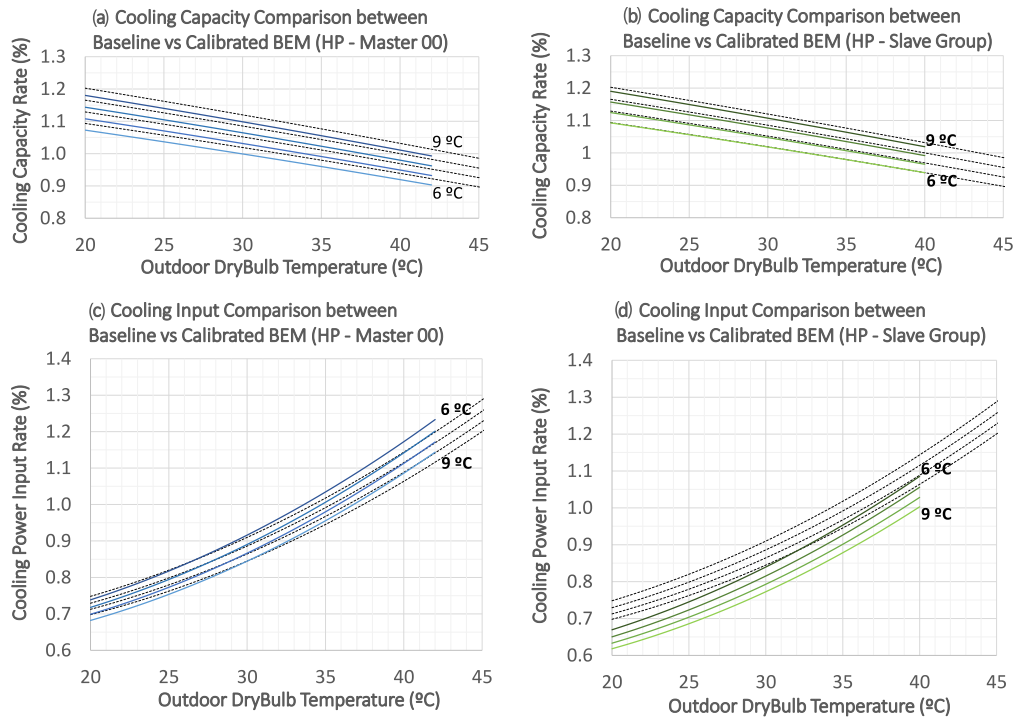 (a) Cooling Capacity Comparison between
Baseline vs Calibrated BEM (HP - Master 00)
Cooling Capacity Rate (%)
1.3
1.2
1.1
1.0
0.9
0.8
9 ºC
6 ºC
20 25 30 35 40 45
Outdoor DryBulb Temperature (ºC)
(b) Cooling Capacity Comparison between
Baseline vs Calibrated BEM (HP - Slave Group)
Cooling Capacity Rate (%)
1.3
1.2
1.1
1
0.9
0.8
9 ºC
6 ºC
20 25 30 35 40 45
Outdoor DryBulb Temperature (ºC)
(c) Cooling Input Comparison between
Baseline vs Calibrated BEM (HP - Master 00)
Cooling Power Input Rate (%)
1.4
1.3
1.2
1.1
1.0
0.9
0.8
0.7
0.6
6 ºC
9 ºC
20 25 30 35 40 45
Outdoor DryBulb Temperature (ºC)
(d) Cooling Input Comparison between
Baseline vs Calibrated BEM (HP - Slave Group)
Cooling Power Input Rate (%)
1.4
1.3
1.2
1.1
1.0
0.9
0.8
0.7
0.6
6 ºC
9 ºC
20 25 30 35 40 45
Outdoor DryBulb Temperature (ºC)